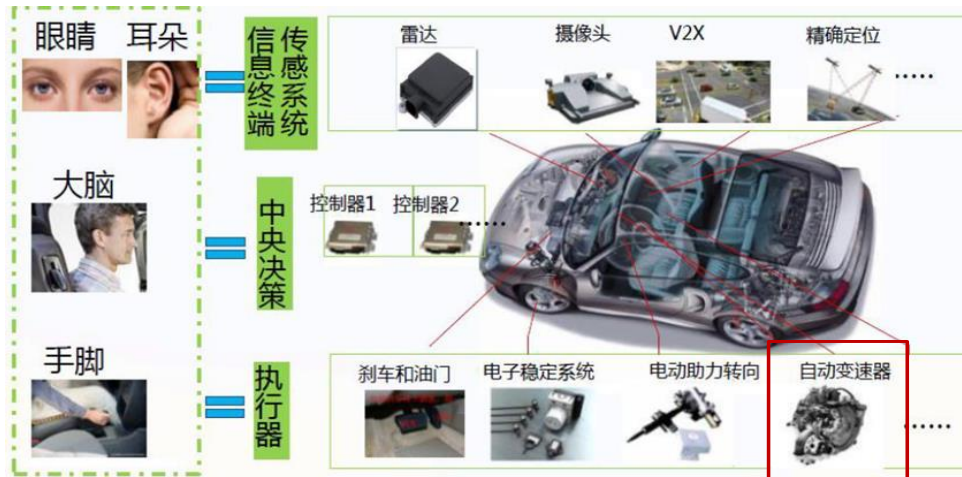 眼睛 耳朵
信息终端
传感系统
雷达
摄像头
V2X
精确定位
......
大脑
中央决策
控制器1
控制器2
......
手脚
执行器
刹车和油门
电子稳定系统
电动助力转向
自动变速器
......